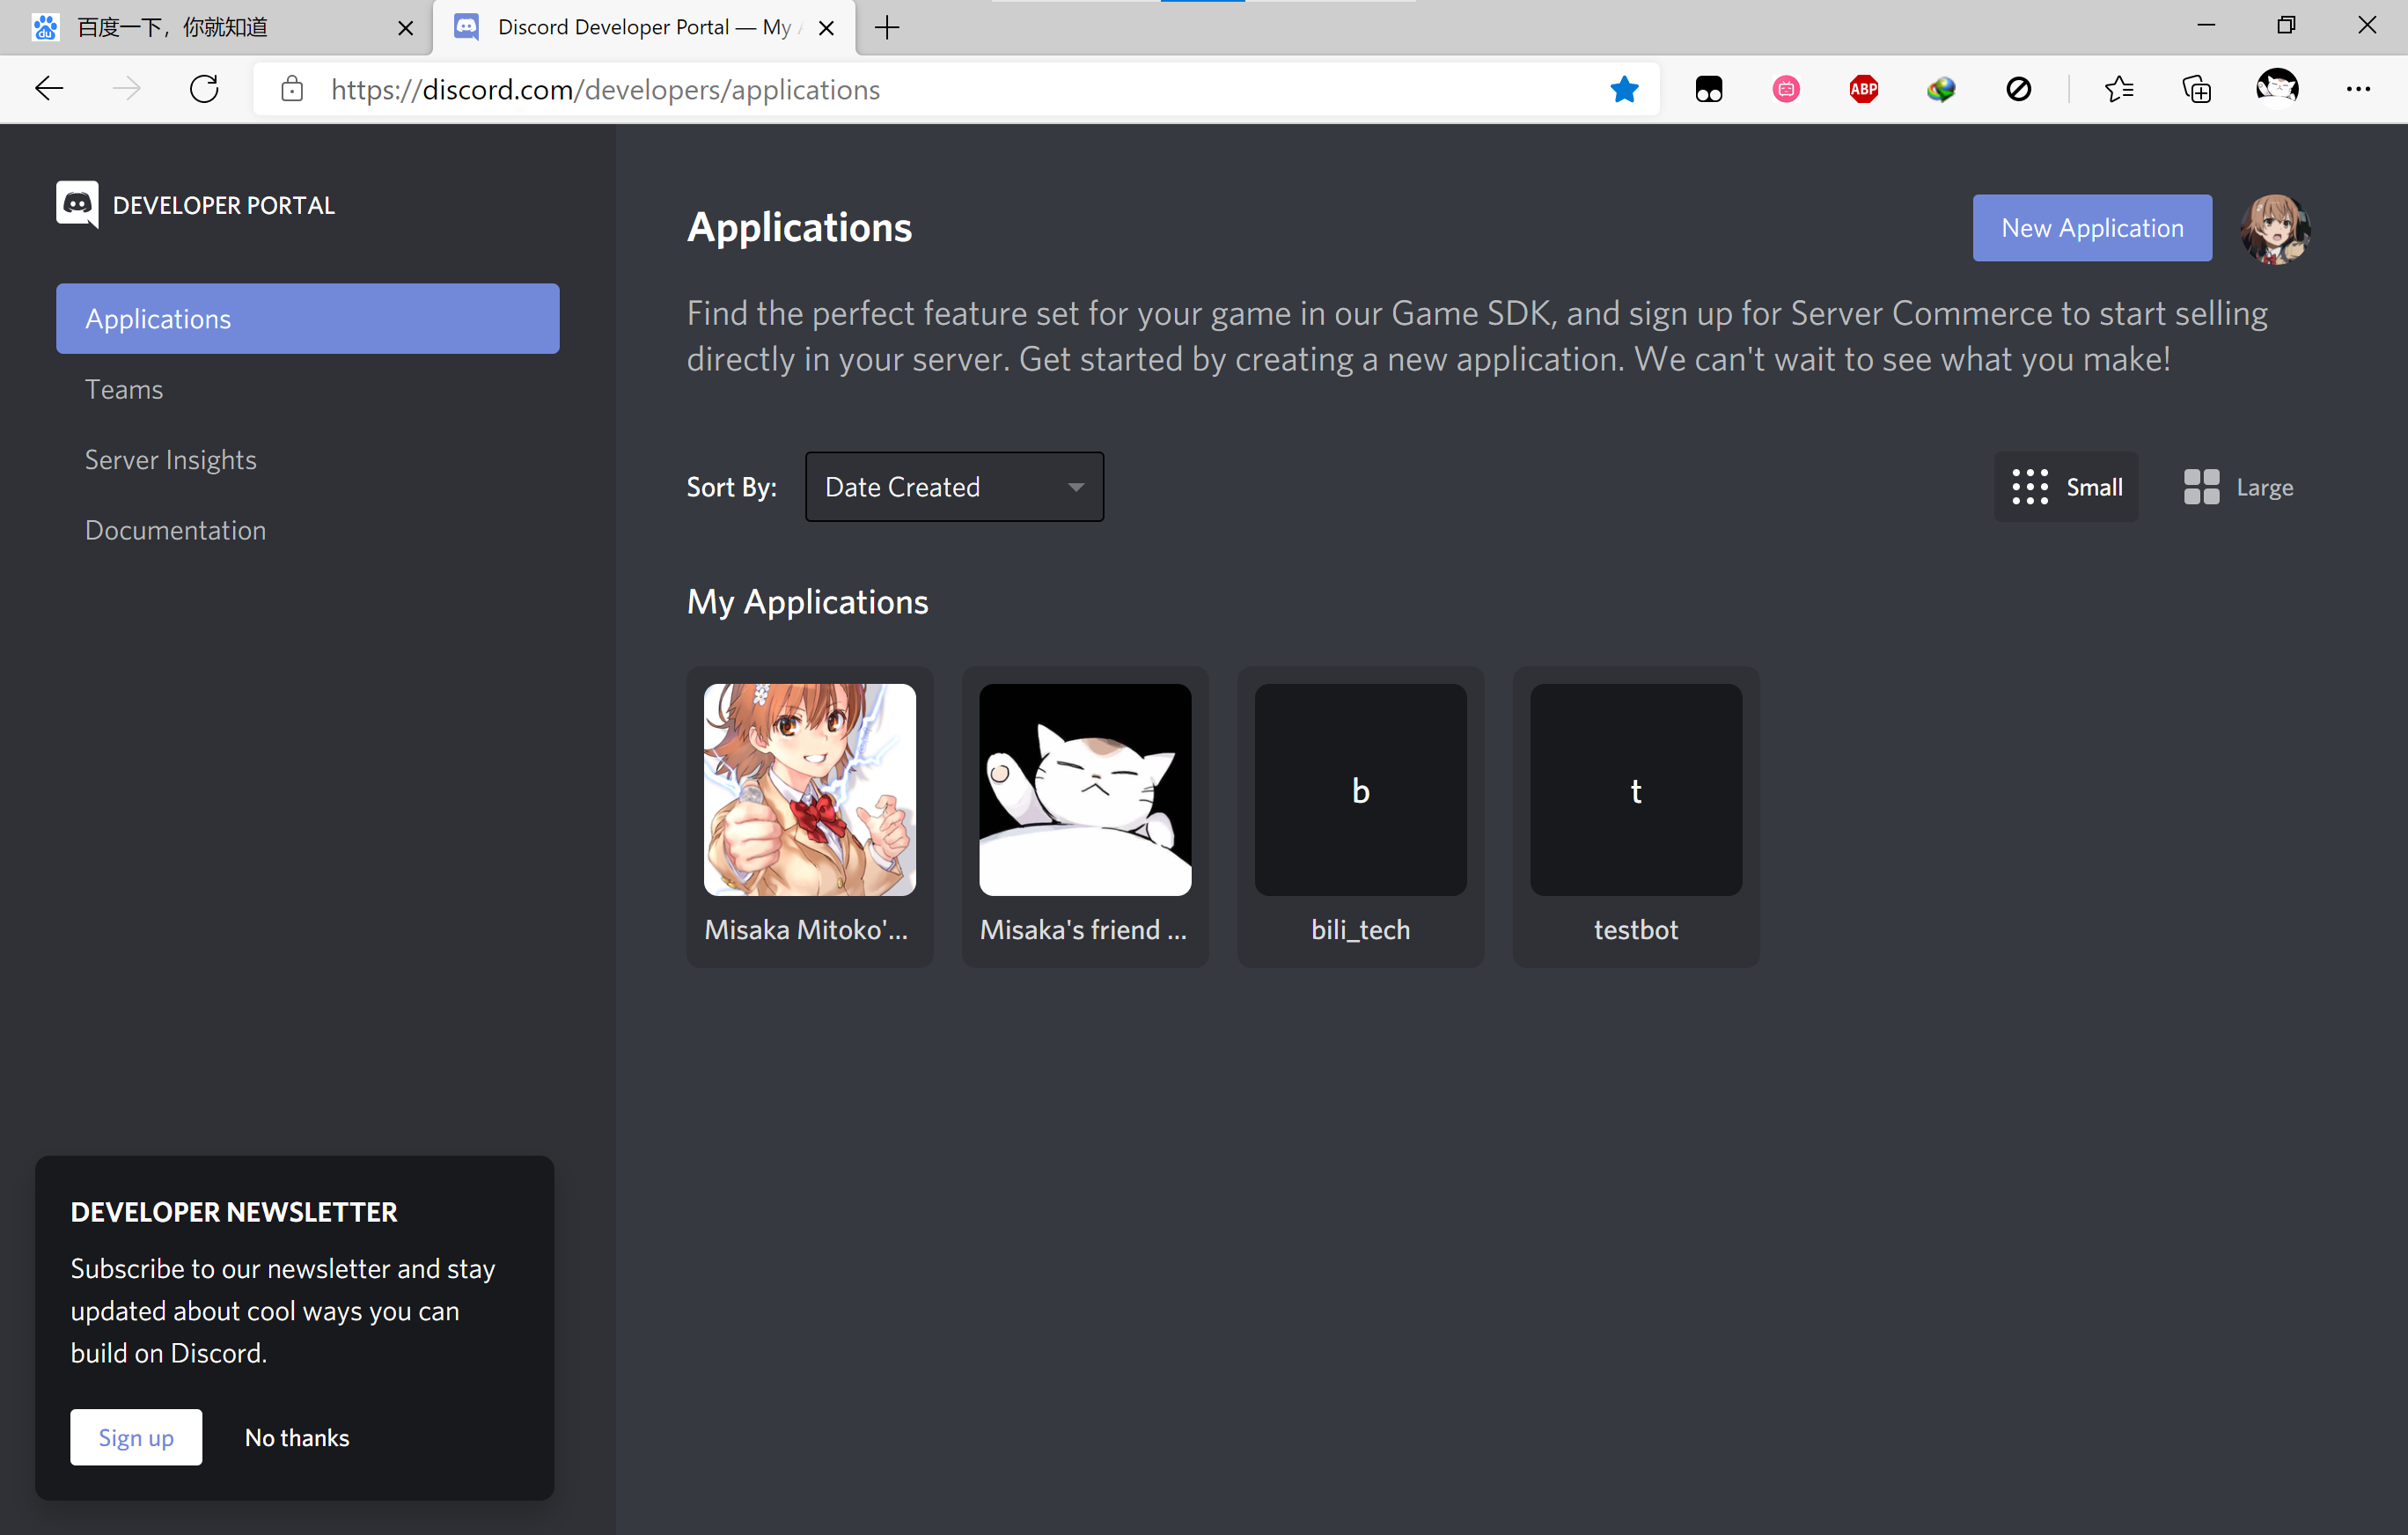 百度一下，你就知道
Discord Developer Portal — My
https://discord.com/developers/applications
ABP
DEVELOPER PORTAL
Applications
Teams
Server Insights
Documentation
Applications
New Application
Find the perfect feature set for your game in our Game SDK, and sign up for Server Commerce to start selling
directly in your server. Get started by creating a new application. We can't wait to see what you make!
Sort By:
Date Created
Small
Large
My Applications
b
t
Misaka Mitoko'...
Misaka's friend ...
bili_tech
testbot
DEVELOPER NEWSLETTER
Subscribe to our newsletter and stay
updated about cool ways you can
build on Discord.
Sign up
No thanks